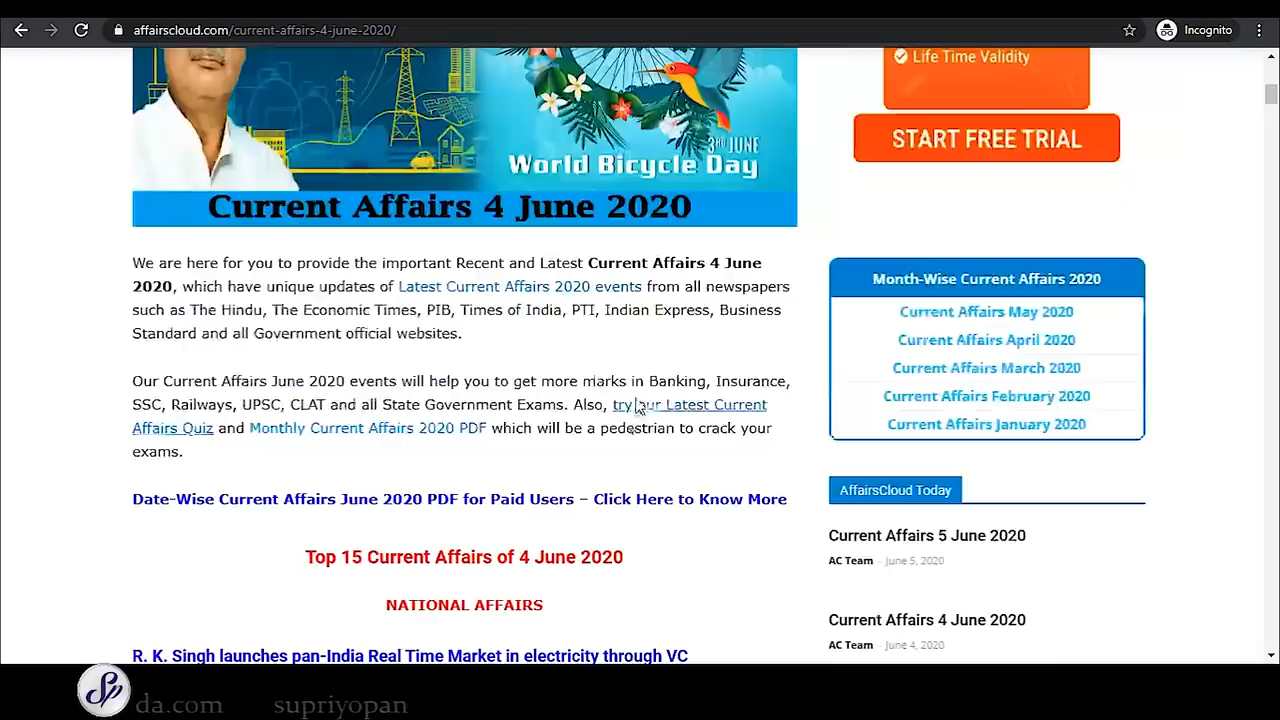 affairscloud.com/current-affairs-4-june-2020/
Incognito
Life Time Validity
START FREE TRIAL
3RD JUNE
World Bicycle Day
Current Affairs 4 June 2020
We are here for you to provide the important Recent and Latest Current Affairs 4 June
2020, which have unique updates of Latest Current Affairs 2020 events from all newspapers
such as The Hindu, The Economic Times, PIB, Times of India, PTI, Indian Express, Business
Standard and all Government official websites.
Our Current Affairs June 2020 events will help you to get more marks in Banking, Insurance,
SSC, Railways, UPSC, CLAT and all State Government Exams. Also, try our Latest Current
Affairs Quiz and Monthly Current Affairs 2020 PDF which will be a pedestrian to crack your
exams.
Date-Wise Current Affairs June 2020 PDF for Paid Users – Click Here to Know More
Top 15 Current Affairs of 4 June 2020
NATIONAL AFFAIRS
R. K. Singh launches pan-India Real Time Market in electricity through VC
Month-Wise Current Affairs 2020
Current Affairs May 2020
Current Affairs April 2020
Current Affairs March 2020
Current Affairs February 2020
Current Affairs January 2020
AffairsCloud Today
Current Affairs 5 June 2020
AC Team - June 5, 2020
Current Affairs 4 June 2020
AC Team - June 4, 2020
da.com supriyopan